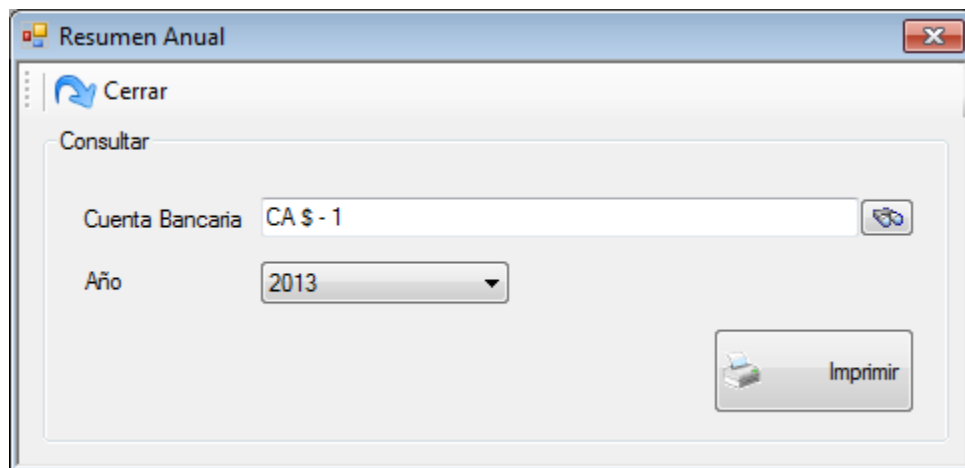 Resumen Anual
Cerrar
Consultar
Cuenta Bancaria CA $ - 1
Año 2013
Imprimir